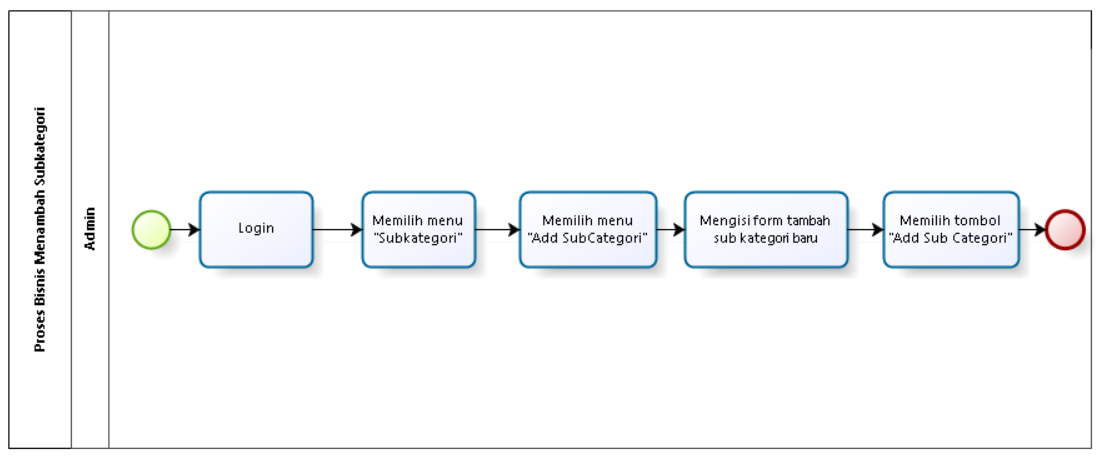 Proses Bisnis Menambah Subkategori
Admin
Login
Memilih menu
"Subkategori"
Memilih menu
"Add SubCategori"
Mengisi form tambah
sub kategori baru
Memilih tombol
"Add Sub Categori"